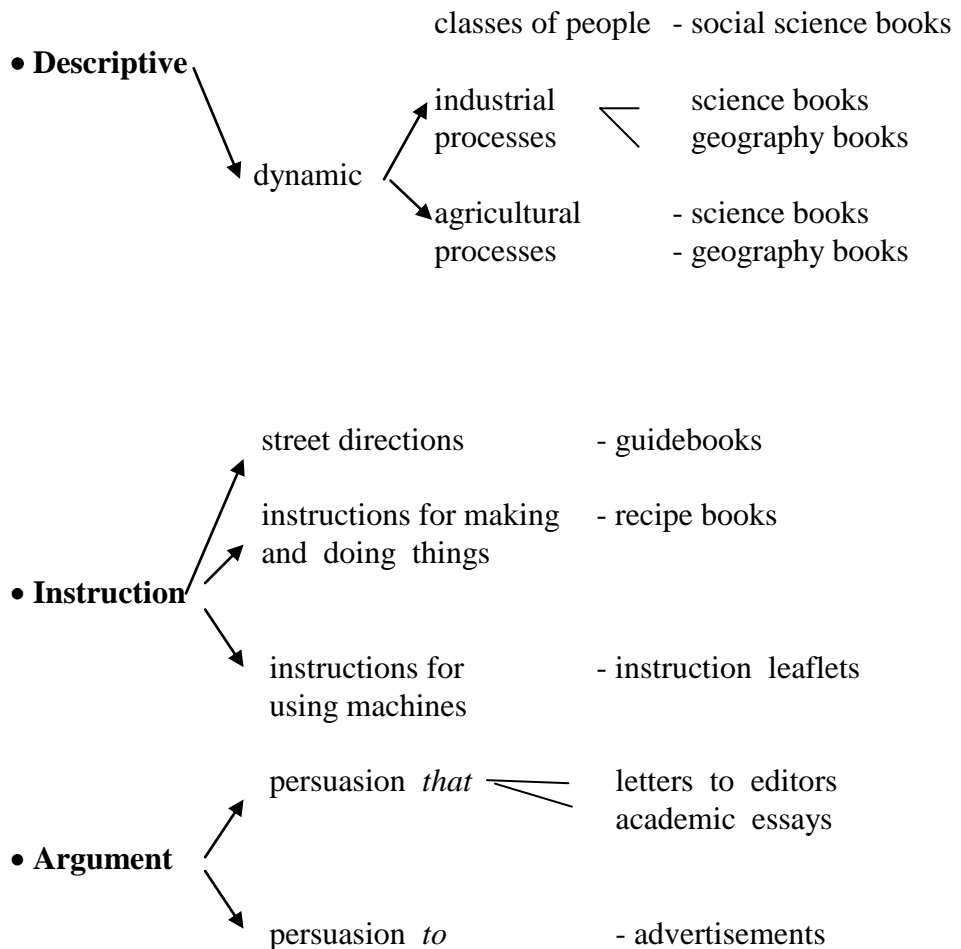 classes of people - social science books
• Descriptive
industrial science books
processes geography books
dynamic
agricultural - science books
processes - geography books
street directions - guidebooks
instructions for making - recipe books
and doing things
• Instruction
instructions for - instruction leaflets
using machines
persuasion that letters to editors
academic essays
• Argument
persuasion to - advertisements